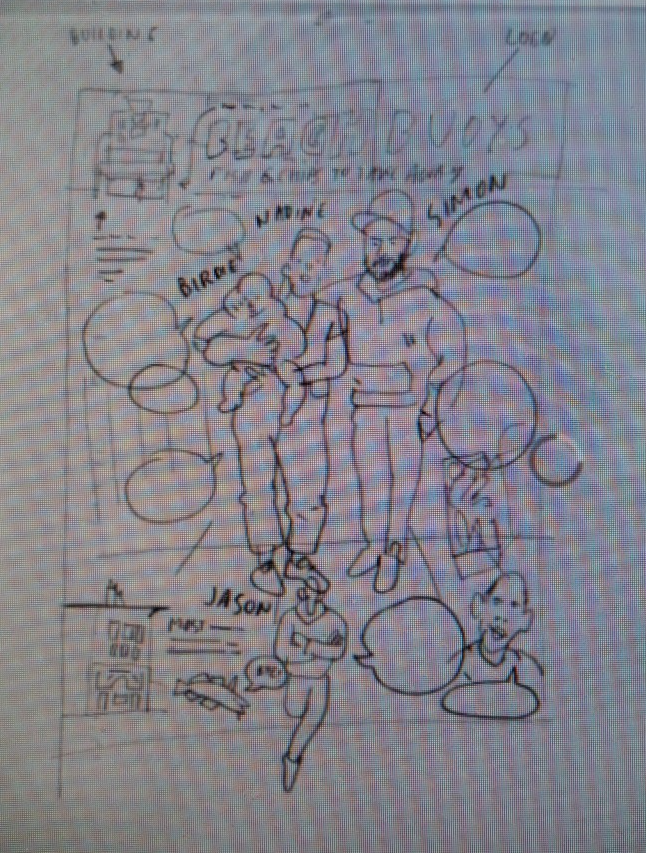 BUILDING
LOGO
BEACH BUOYS
FISH & CHIPS TO TAKE AWAY
NADINE
SIMON
BIRDIE
JASON